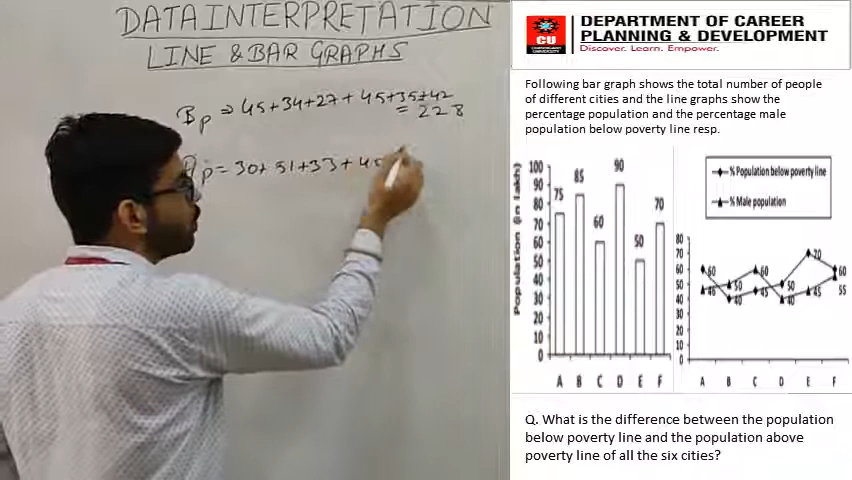 DATA INTERPRETATION
LINE & BAR GRAPHS
Bp ⇒ 45+34+27+45+35+42
= 228
Ap = 30+51+33+45
CU
DEPARTMENT OF CAREER
PLANNING & DEVELOPMENT
Discover. Learn. Empower.
Following bar graph shows the total number of people
of different cities and the line graphs show the
percentage population and the percentage male
population below poverty line resp.
Population (in lakh)
100
90
90
80
70
60
50
40
30
20
10
0
75
85
60
90
50
70
A B C D E F
% Population below poverty line
% Male population
80
70
60
50
40
30
20
10
0
60 50 60 50 70 60
46 40 45 40 45 55
A B C D E F
Q. What is the difference between the population
below poverty line and the population above
poverty line of all the six cities?